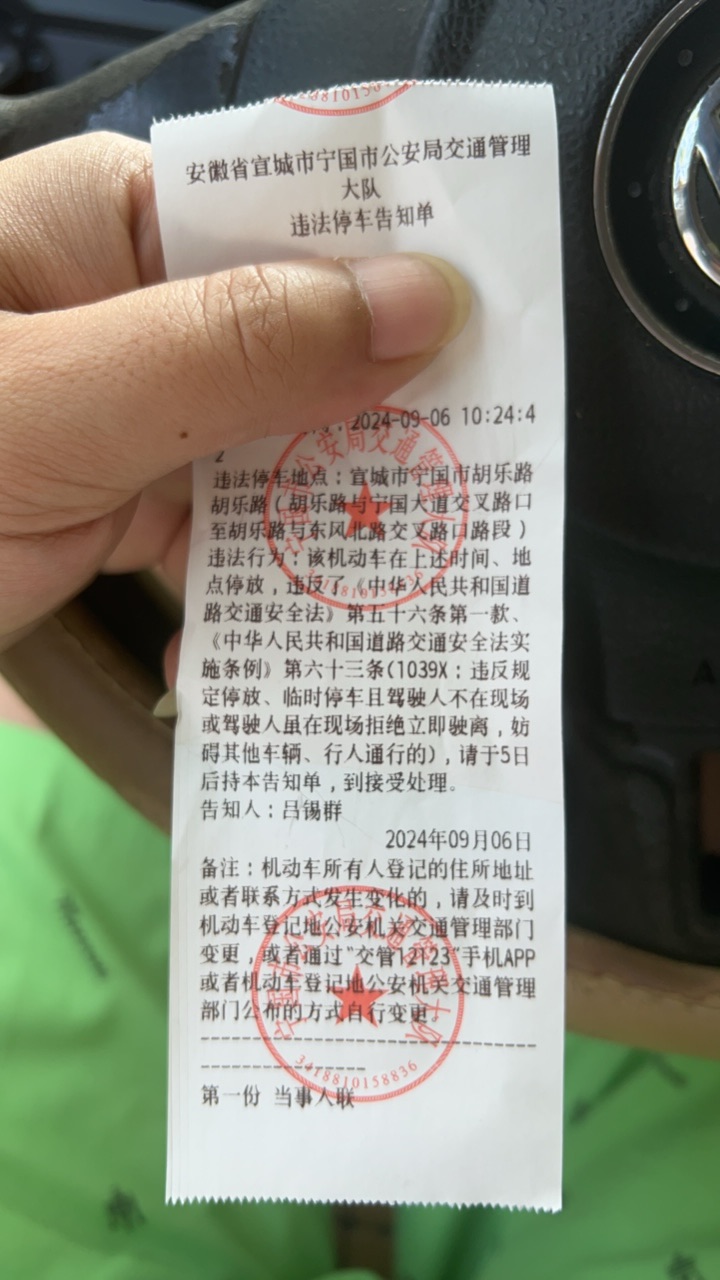 安徽省宣城市宁国市公安局交通管理
大队
违法停车告知单
2024-09-06 10:24:4
2
违法停车地点：宣城市宁国市胡乐路
胡乐路（胡乐路与宁国大道交叉路口
至胡乐路与东风北路交叉路口路段）
违法行为：该机动车在上述时间、地
点停放，违反了《中华人民共和国道
路交通安全法》第五十六条第一款、
《中华人民共和国道路交通安全法实
施条例》第六十三条(1039X：违反规
定停放、临时停车且驾驶人不在现场
或驾驶人虽在现场拒绝立即驶离，妨
碍其他车辆、行人通行的)，请于5日
后持本告知单，到接受处理。
告知人：吕锡群
2024年09月06日
备注：机动车所有人登记的住所地址
或者联系方式发生变化的，请及时到
机动车登记地公安机关交通管理部门
变更，或者通过"交管12123"手机APP
或者机动车登记地公安机关交通管理
部门公布的方式自行变更。
宁国市公安局交通管理大队
3418810158836
第一份 当事人联